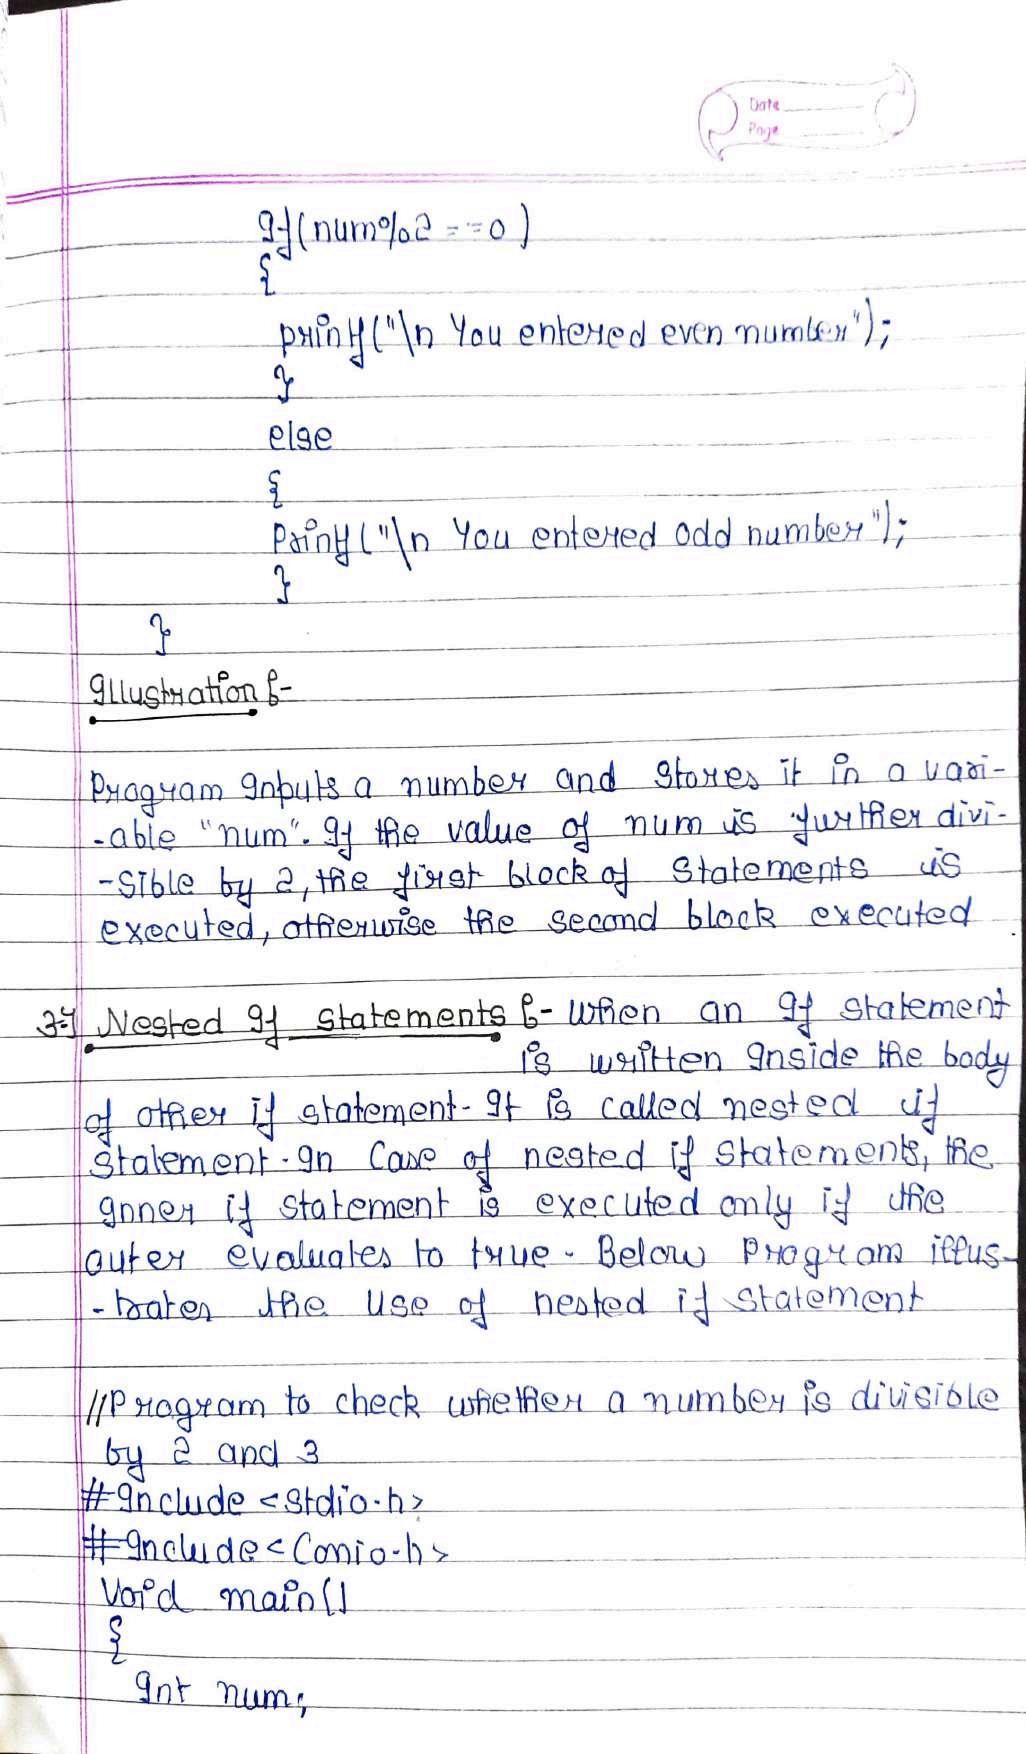 Date
Page
If(num%2 ==0)
{
printf("\n You entered even number");
}
else
{
Printf("\n You entered odd number");
}
}
Illustration :-
Program Inputs a number and Stores it in a vari-
-able "num". If the value of num is further divi-
-sible by 2, the first block of Statements is
executed, otherwise the second block executed
3-} Nested If statements :- When an If statement
is written Inside the body
of other if statement. It is called nested if
statement. In Case of nested if statements, the
Inner if statement is executed only if the
outer evaluates to true. Below Program illus-
-trates the use of nested if statement
//Program to check whether a number is divisible
by 2 and 3
#Include <Stdio.h>
#Include<Conio.h>
Void main()
{
Int num;